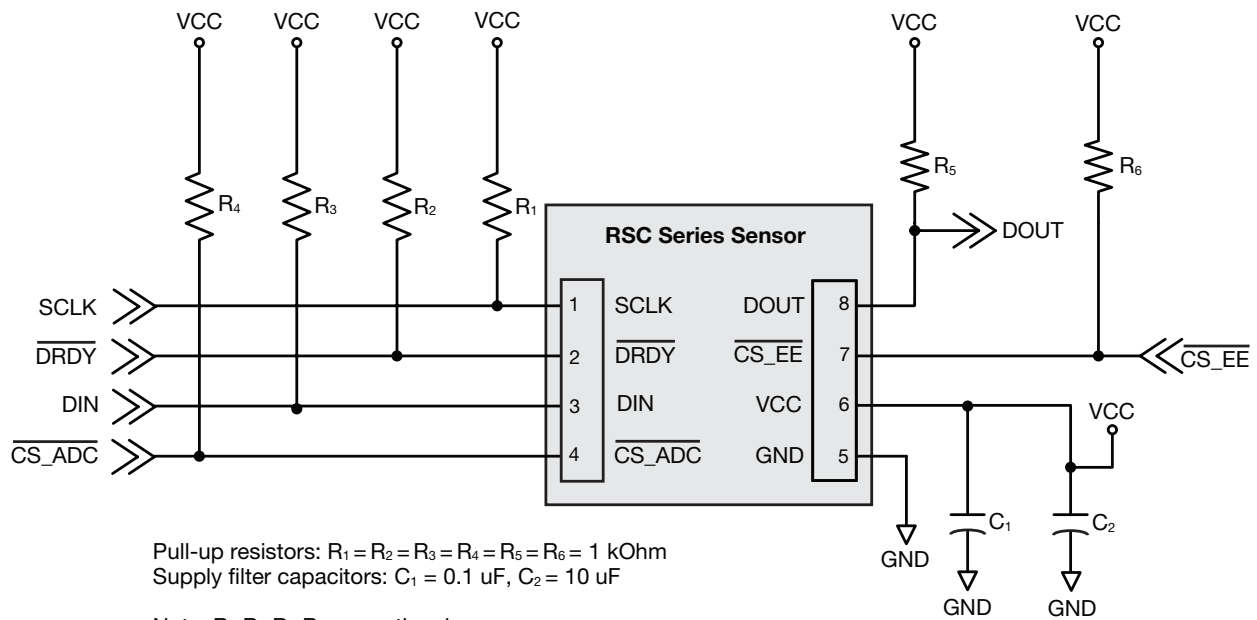 VCC VCC VCC VCC VCC VCC
R₄ R₃ R₂ R₁ R₅ R₆
RSC Series Sensor
DOUT
SCLK 1 SCLK DOUT 8
DRDY 2 DRDY CS_EE 7 CS_EE
DIN 3 DIN VCC 6 VCC
CS_ADC 4 CS_ADC GND 5
C₁ C₂
GND
GND GND
Pull-up resistors: R₁ = R₂ = R₃ = R₄ = R₅ = R₆ = 1 kOhm
Supply filter capacitors: C₁ = 0.1 uF, C₂ = 10 uF
Note: